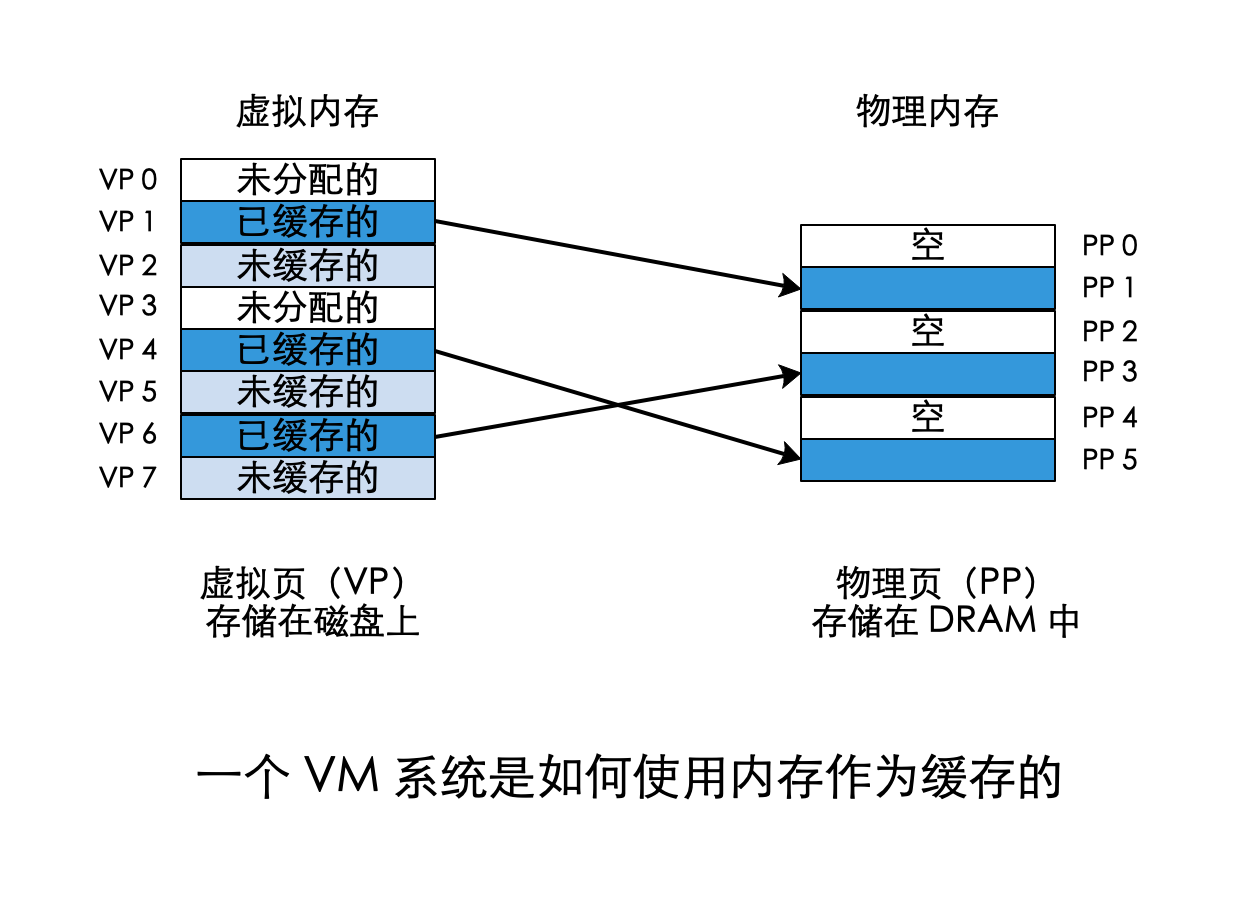 虚拟内存
VP 0 未分配的
VP 1 已缓存的
VP 2 未缓存的
VP 3 未分配的
VP 4 已缓存的
VP 5 未缓存的
VP 6 已缓存的
VP 7 未缓存的
虚拟页（VP）
存储在磁盘上
物理内存
空 PP 0
PP 1
空 PP 2
PP 3
空 PP 4
PP 5
物理页（PP）
存储在 DRAM 中
一个 VM 系统是如何使用内存作为缓存的